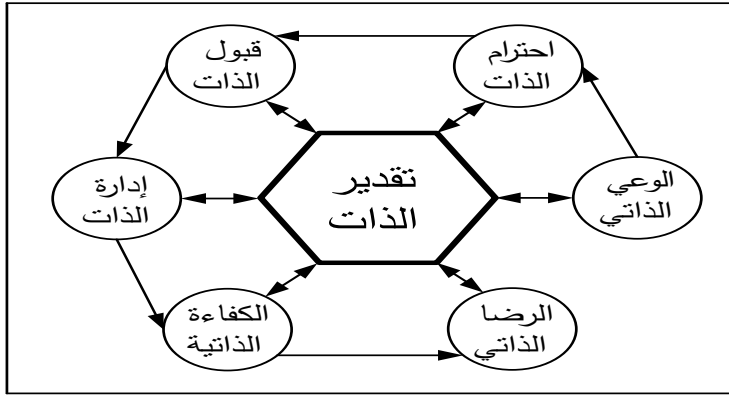 احترام
الذات
قبول
الذات
الوعي
الذاتي
تقدير
الذات
إدارة
الذات
الرضا
الذاتي
الكفاءة
الذاتية